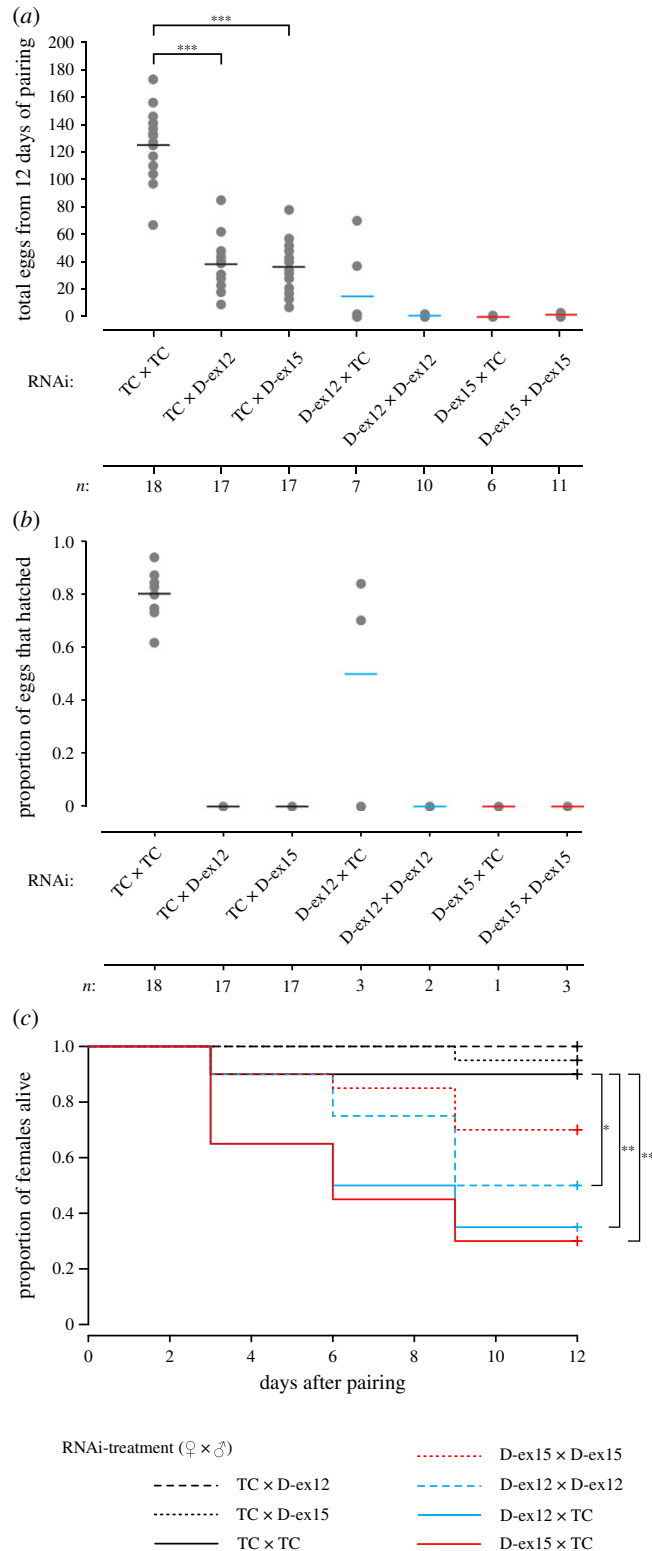 (a)
***
***
200
180
160
140
120
100
80
60
40
20
0
total eggs from 12 days of pairing
RNAi:
TC × TC
TC × D-ex12
TC × D-ex15
D-ex12 × TC
D-ex12 × D-ex12
D-ex15 × TC
D-ex15 × D-ex15
n: 18 17 17 7 10 6 11
(b)
1.0
0.8
0.6
0.4
0.2
0
proportion of eggs that hatched
RNAi:
TC × TC
TC × D-ex12
TC × D-ex15
D-ex12 × TC
D-ex12 × D-ex12
D-ex15 × TC
D-ex15 × D-ex15
n: 18 17 17 3 2 1 3
(c)
1.0
0.8
0.6
0.4
0.2
0
proportion of females alive
*
**
**
0 2 4 6 8 10 12
days after pairing
RNAi-treatment (♀ × ♂)
TC × D-ex12
TC × D-ex15
TC × TC
D-ex15 × D-ex15
D-ex12 × D-ex12
D-ex12 × TC
D-ex15 × TC